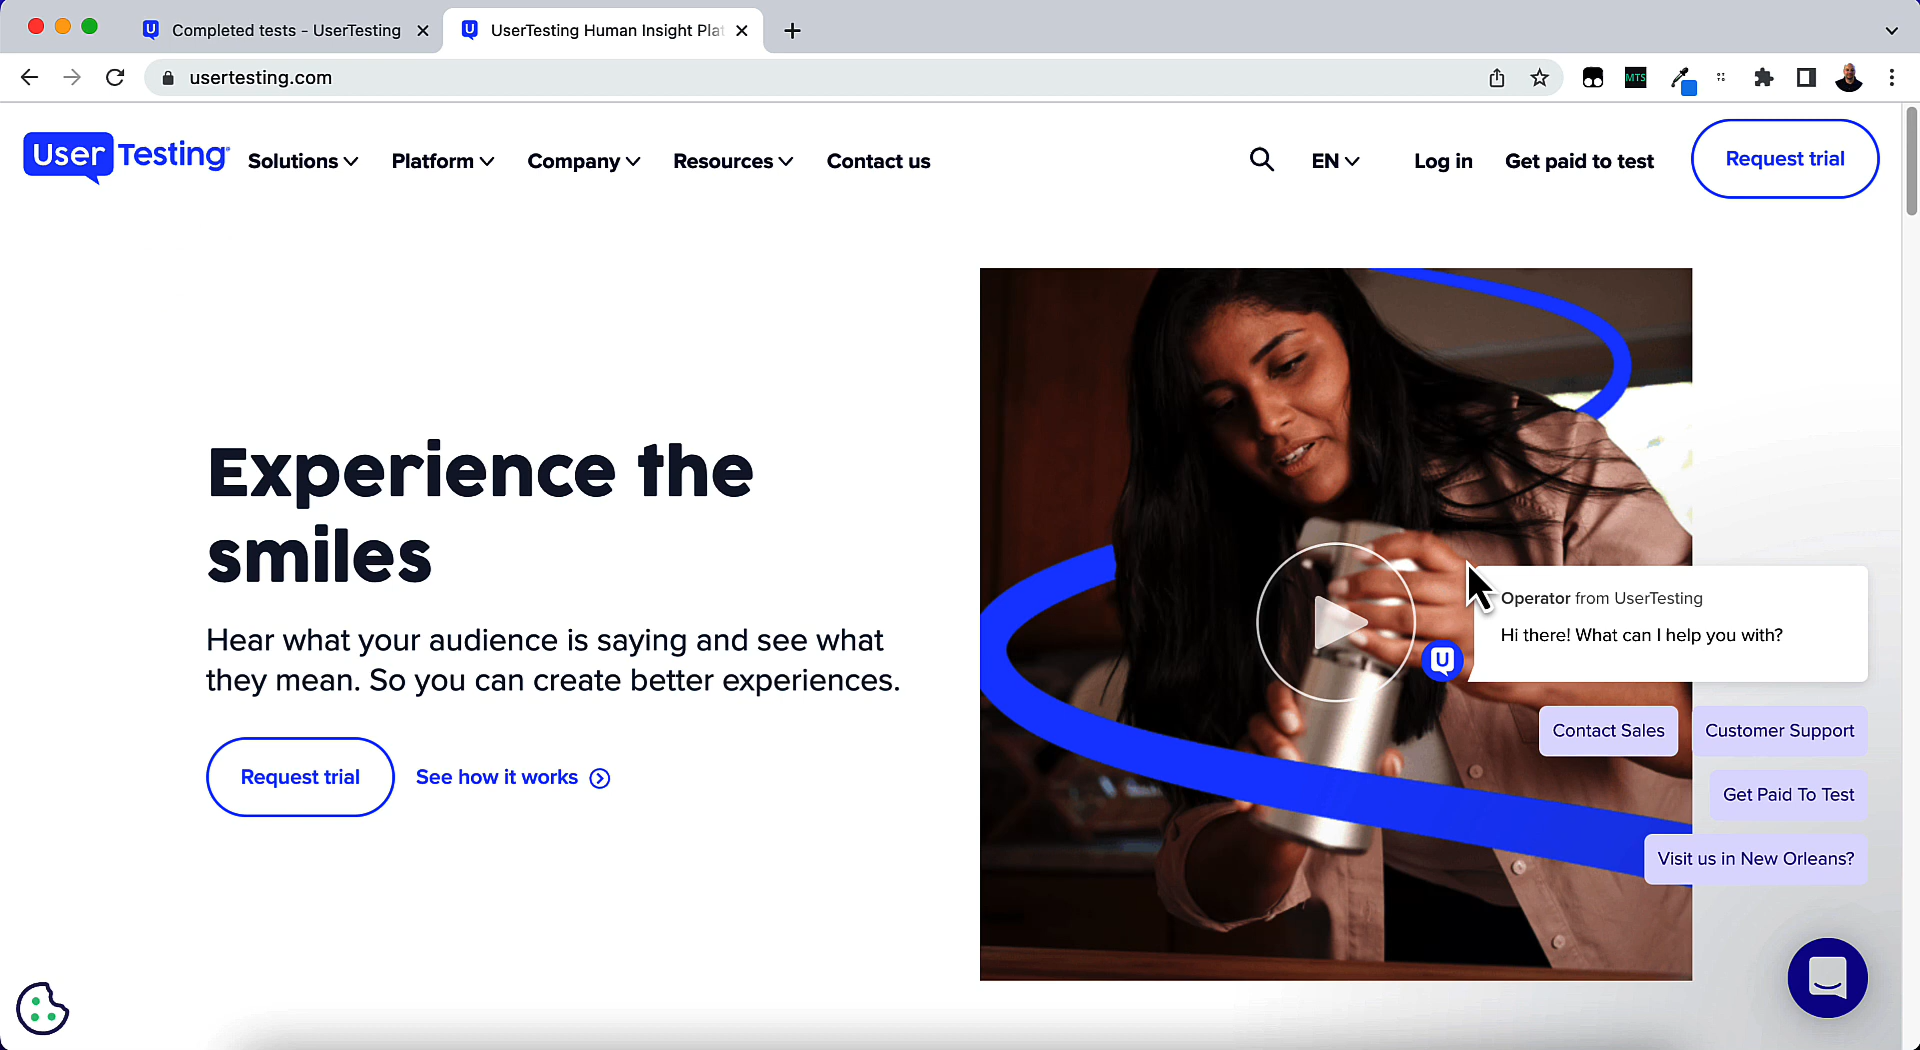 Completed tests - UserTesting
UserTesting Human Insight Plat
usertesting.com
MTS
User Testing
Solutions
Platform
Company
Resources
Contact us
EN
Log in
Get paid to test
Request trial
Experience the
smiles
Hear what your audience is saying and see what
they mean. So you can create better experiences.
Request trial
See how it works
Operator from UserTesting
Hi there! What can I help you with?
Contact Sales
Customer Support
Get Paid To Test
Visit us in New Orleans?